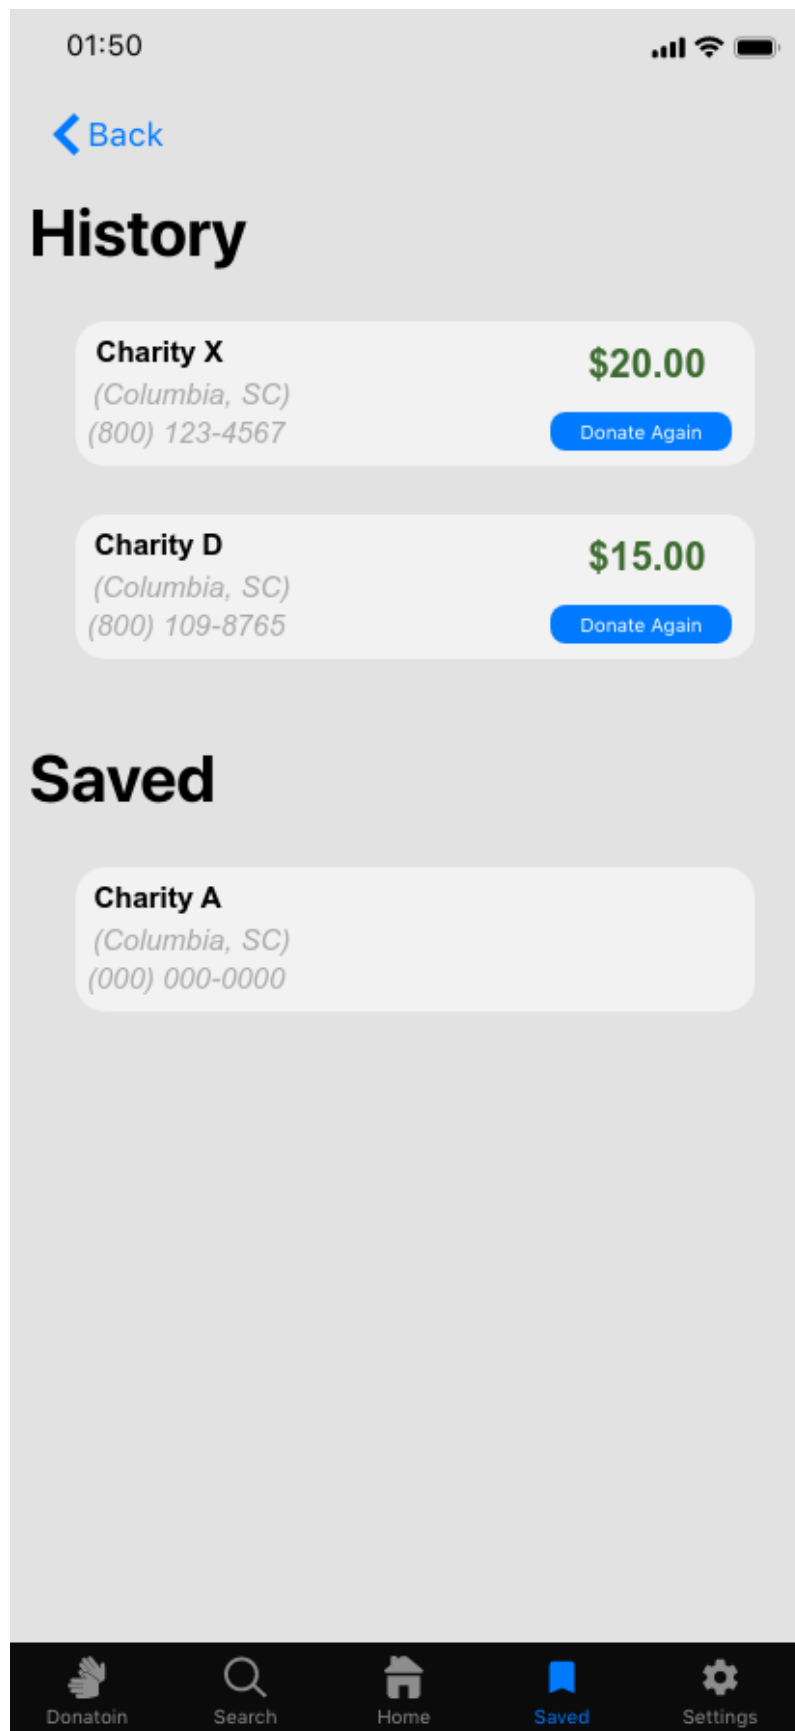 01:50
Back
History
Charity X
(Columbia, SC)
(800) 123-4567
$20.00
Donate Again
Charity D
(Columbia, SC)
(800) 109-8765
$15.00
Donate Again
Saved
Charity A
(Columbia, SC)
(000) 000-0000
Donatoin Search Home Saved Settings